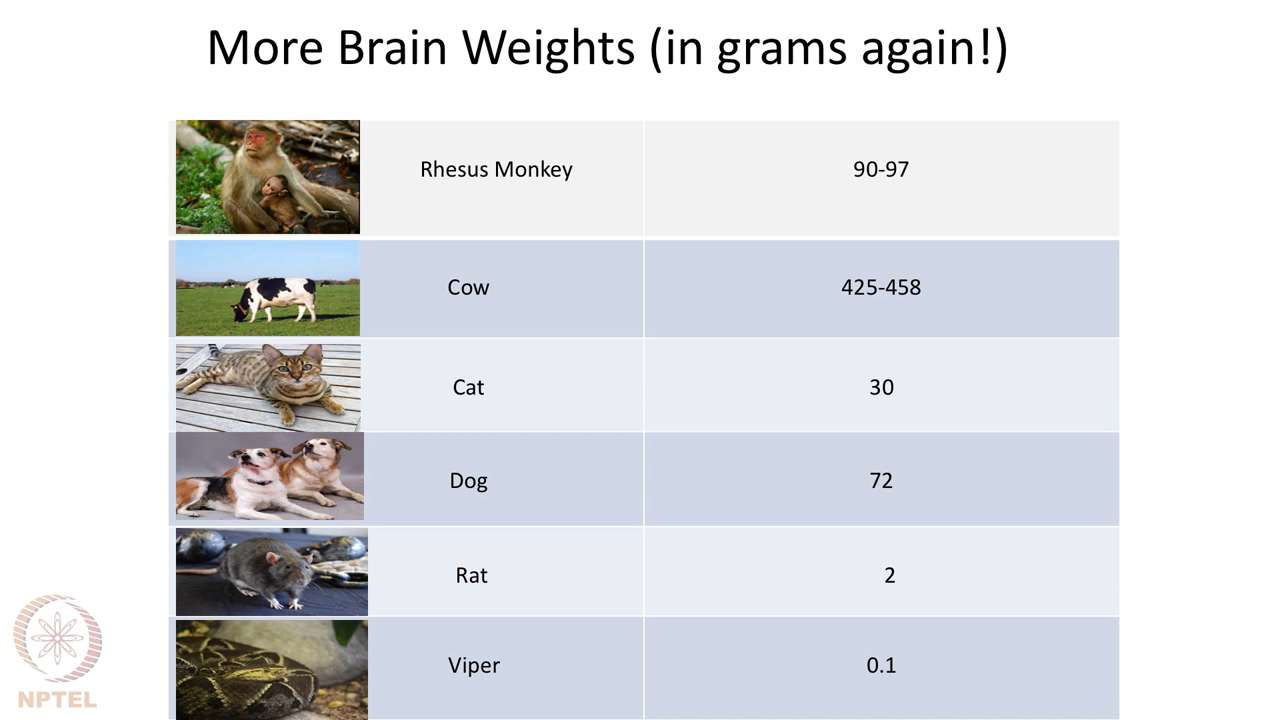 More Brain Weights (in grams again!)
Rhesus Monkey 90-97
Cow 425-458
Cat 30
Dog 72
Rat 2
Viper 0.1
NPTEL